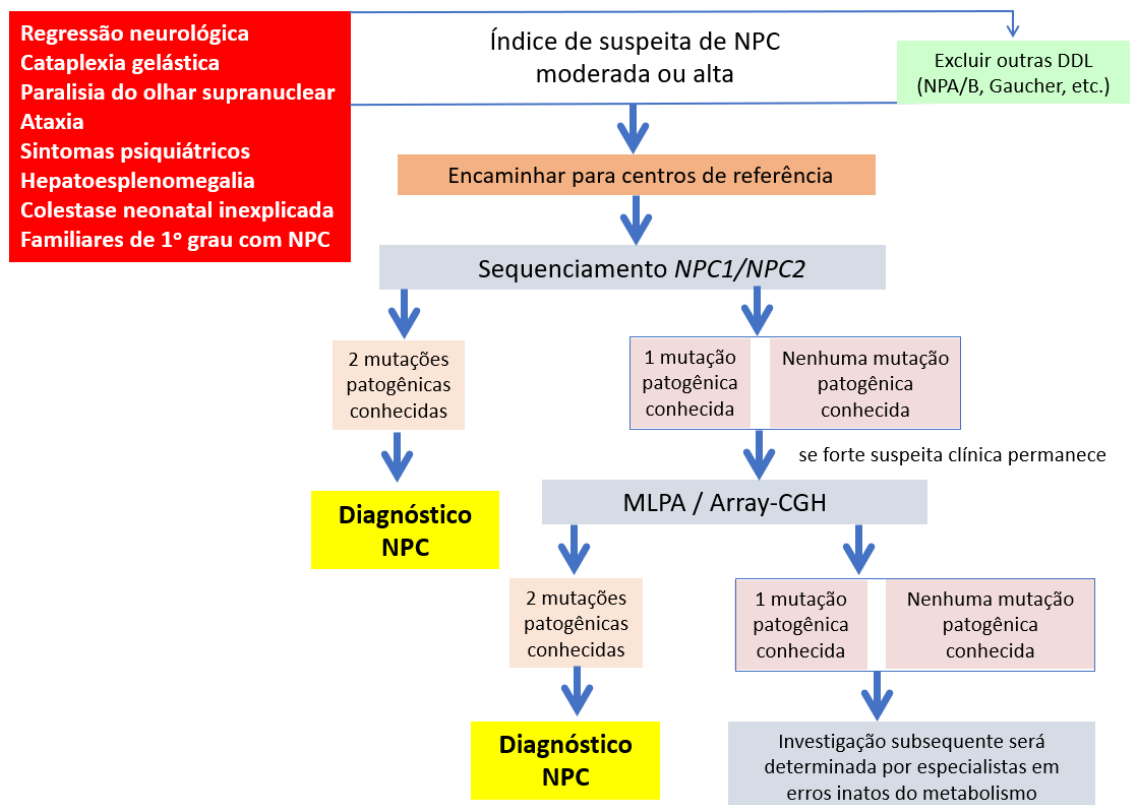 Regressão neurológica
Cataplexia gelástica
Paralisia do olhar supranuclear
Ataxia
Sintomas psiquiátricos
Hepatoesplenomegalia
Colestase neonatal inexplicada
Familiares de 1º grau com NPC
Índice de suspeita de NPC
moderada ou alta
Excluir outras DDL
(NPA/B, Gaucher, etc.)
Encaminhar para centros de referência
Sequenciamento NPC1/NPC2
2 mutações
patogênicas
conhecidas
1 mutação
patogênica
conhecida
Nenhuma mutação
patogênica
conhecida
se forte suspeita clínica permanece
Diagnóstico
NPC
MLPA / Array-CGH
2 mutações
patogênicas
conhecidas
1 mutação
patogênica
conhecida
Nenhuma mutação
patogênica
conhecida
Diagnóstico
NPC
Investigação subsequente será
determinada por especialistas em
erros inatos do metabolismo